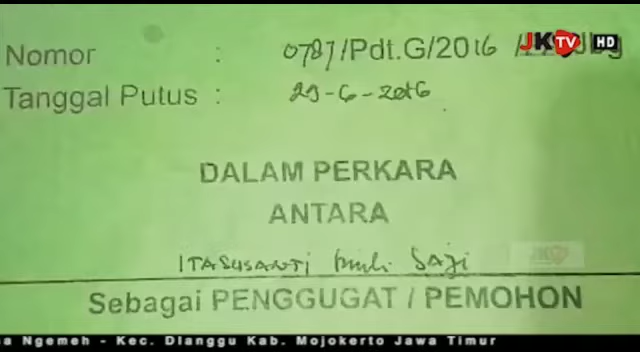 JKTV HD
Nomor : 0787/Pdt.G/2016
Tanggal Putus : 29-6-2016
DALAM PERKARA
ANTARA
ITASUSANTI binti Saji
JKTV
Sebagai PENGGUGAT / PEMOHON
Ngemeh - Kec. Dlanggu Kab. Mojokerto Jawa Timur